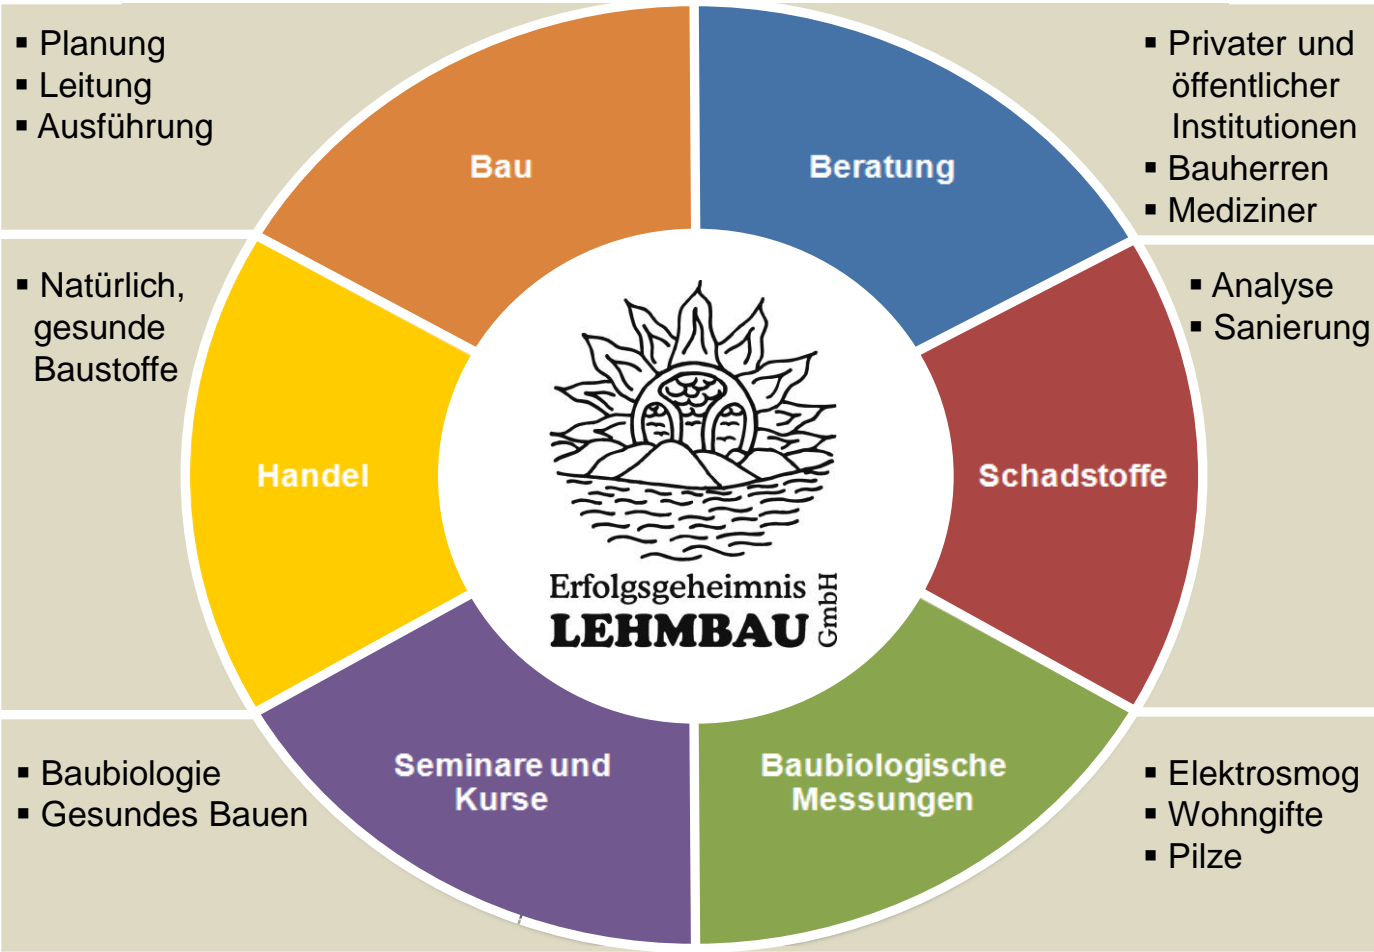 ▪ Planung
▪ Leitung
▪ Ausführung
Bau
Beratung
▪ Privater und
öffentlicher
Institutionen
▪ Bauherren
▪ Mediziner
▪ Natürlich,
gesunde
Baustoffe
Handel
Erfolgsgeheimnis
LEHMBAU
GmbH
Schadstoffe
▪ Analyse
▪ Sanierung
▪ Baubiologie
▪ Gesundes Bauen
Seminare und
Kurse
Baubiologische
Messungen
▪ Elektrosmog
▪ Wohngifte
▪ Pilze